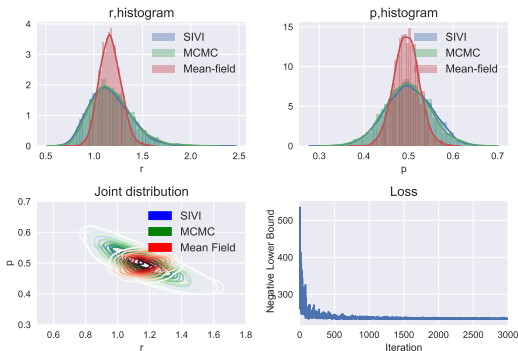 r,histogram
p,histogram
4
3
2
1
0
SIVI
MCMC
Mean-field
0.5 1.0 1.5 2.0 2.5
r
15
10
5
0
SIVI
MCMC
Mean-field
0.3 0.4 0.5 0.6 0.7
p
Joint distribution
Loss
0.7
0.6
0.5
0.4
0.3
p
SIVI
MCMC
Mean Field
0.6 0.8 1.0 1.2 1.4 1.6 1.8
r
Negative Lower Bound
500
400
300
0 500 1000 1500 2000 2500 3000
Iteration